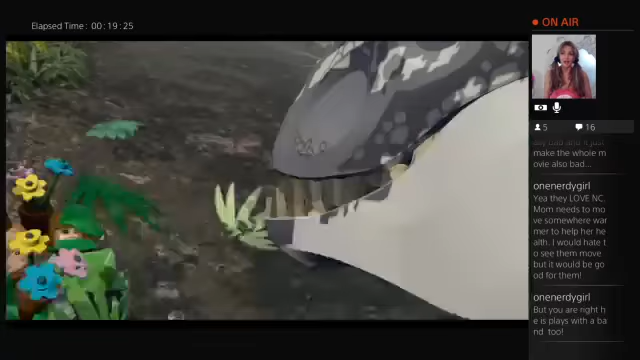 Elapsed Time: 00:19:25
ON AIR
5
16
make the whole m
ovie also bad...
onenerdygirl
Yea they LOVE NC.
Mom needs to mo
ve somewhere war
mer to help her he
alth. I would hate t
o see them move
but it would be go
od for them!
onenerdygirl
But you are right h
e is plays with a ba
nd too!